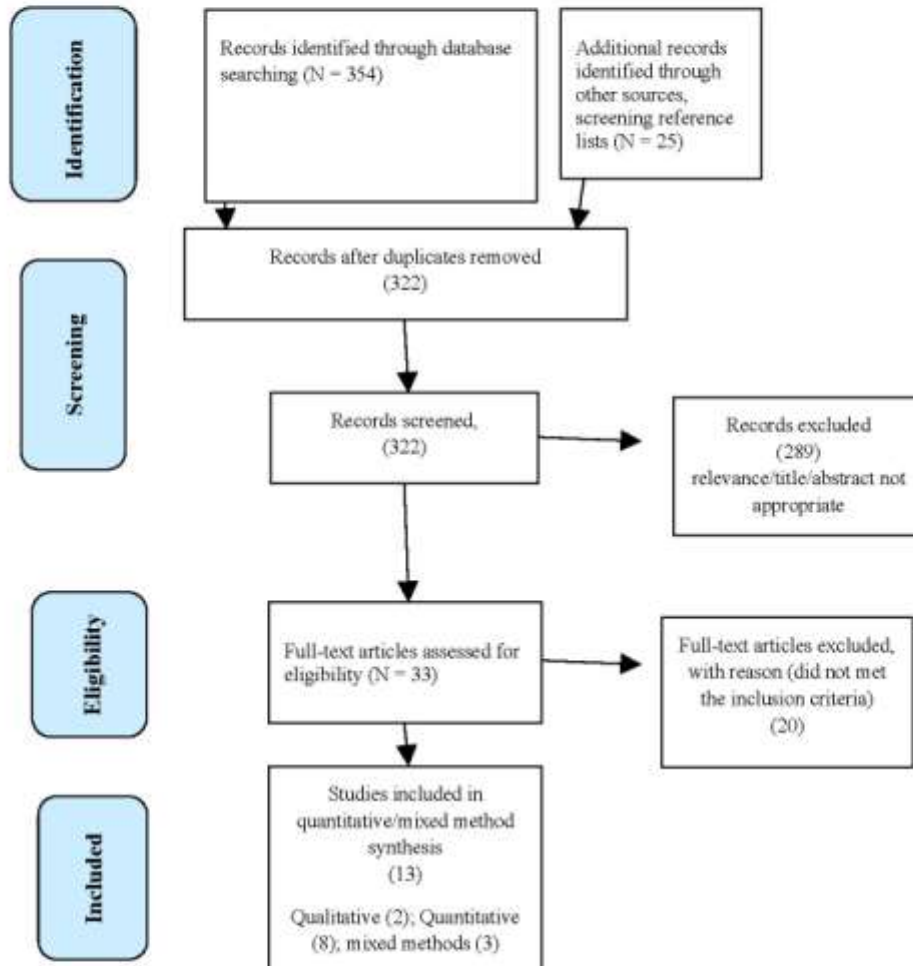 Identification
Records identified through database
searching (N = 354)
Additional records
identified through
other sources,
screening reference
lists (N = 25)
Screening
Records after duplicates removed
(322)
Records screened,
(322)
Records excluded
(289)
relevance/title/abstract not
appropriate
Eligibility
Full-text articles assessed for
eligibility (N = 33)
Full-text articles excluded,
with reason (did not met
the inclusion criteria)
(20)
Included
Studies included in
quantitative/mixed method
synthesis
(13)
Qualitative (2); Quantitative
(8); mixed methods (3)